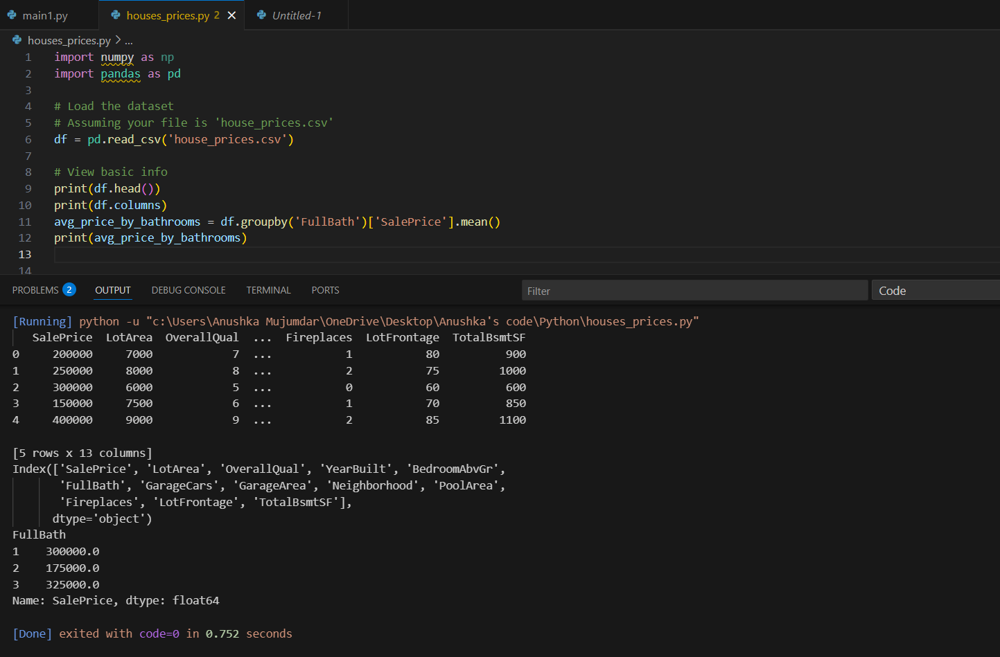 main1.py houses_prices.py 2 Untitled-1
houses_prices.py > ...
1 import numpy as np
2 import pandas as pd
3
4 # Load the dataset
5 # Assuming your file is 'house_prices.csv'
6 df = pd.read_csv('house_prices.csv')
7
8 # View basic info
9 print(df.head())
10 print(df.columns)
11 avg_price_by_bathrooms = df.groupby('FullBath')['SalePrice'].mean()
12 print(avg_price_by_bathrooms)
13
14
PROBLEMS 2 OUTPUT DEBUG CONSOLE TERMINAL PORTS Filter Code
[Running] python -u "c:\Users\Anushka Mujumdar\OneDrive\Desktop\Anushka's code\Python\houses_prices.py"
   SalePrice  LotArea  OverallQual  ...  Fireplaces  LotFrontage  TotalBsmtSF
0     200000     7000            7  ...           1           80          900
1     250000     8000            8  ...           2           75         1000
2     300000     6000            5  ...           0           60          600
3     150000     7500            6  ...           1           70          850
4     400000     9000            9  ...           2           85         1100
[5 rows x 13 columns]
Index(['SalePrice', 'LotArea', 'OverallQual', 'YearBuilt', 'BedroomAbvGr',
       'FullBath', 'GarageCars', 'GarageArea', 'Neighborhood', 'PoolArea',
       'Fireplaces', 'LotFrontage', 'TotalBsmtSF'],
      dtype='object')
FullBath
1    300000.0
2    175000.0
3    325000.0
Name: SalePrice, dtype: float64
[Done] exited with code=0 in 0.752 seconds